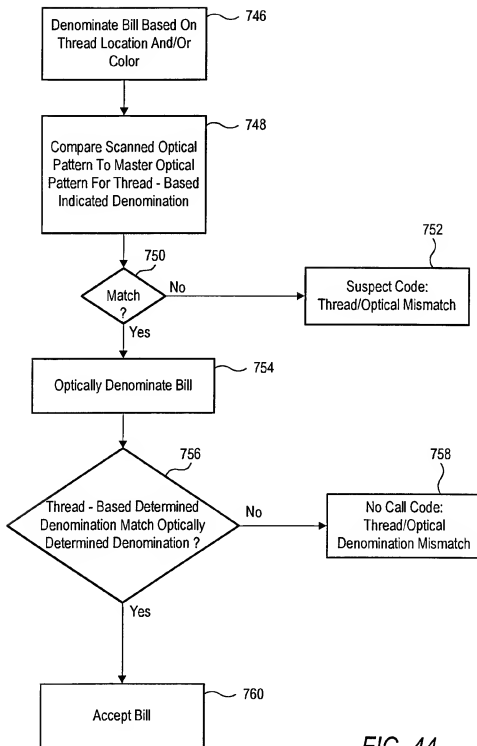 Denominate Bill Based On
Thread Location And/Or
Color
746
Compare Scanned Optical
Pattern To Master Optical
Pattern For Thread - Based
Indicated Denomination
748
750
Match
?
No
Yes
752
Suspect Code:
Thread/Optical Mismatch
Optically Denominate Bill
754
756
Thread - Based Determined
Denomination Match Optically
Determined Denomination ?
No
Yes
758
No Call Code:
Thread/Optical
Denomination Mismatch
Accept Bill
760
FIG. 44